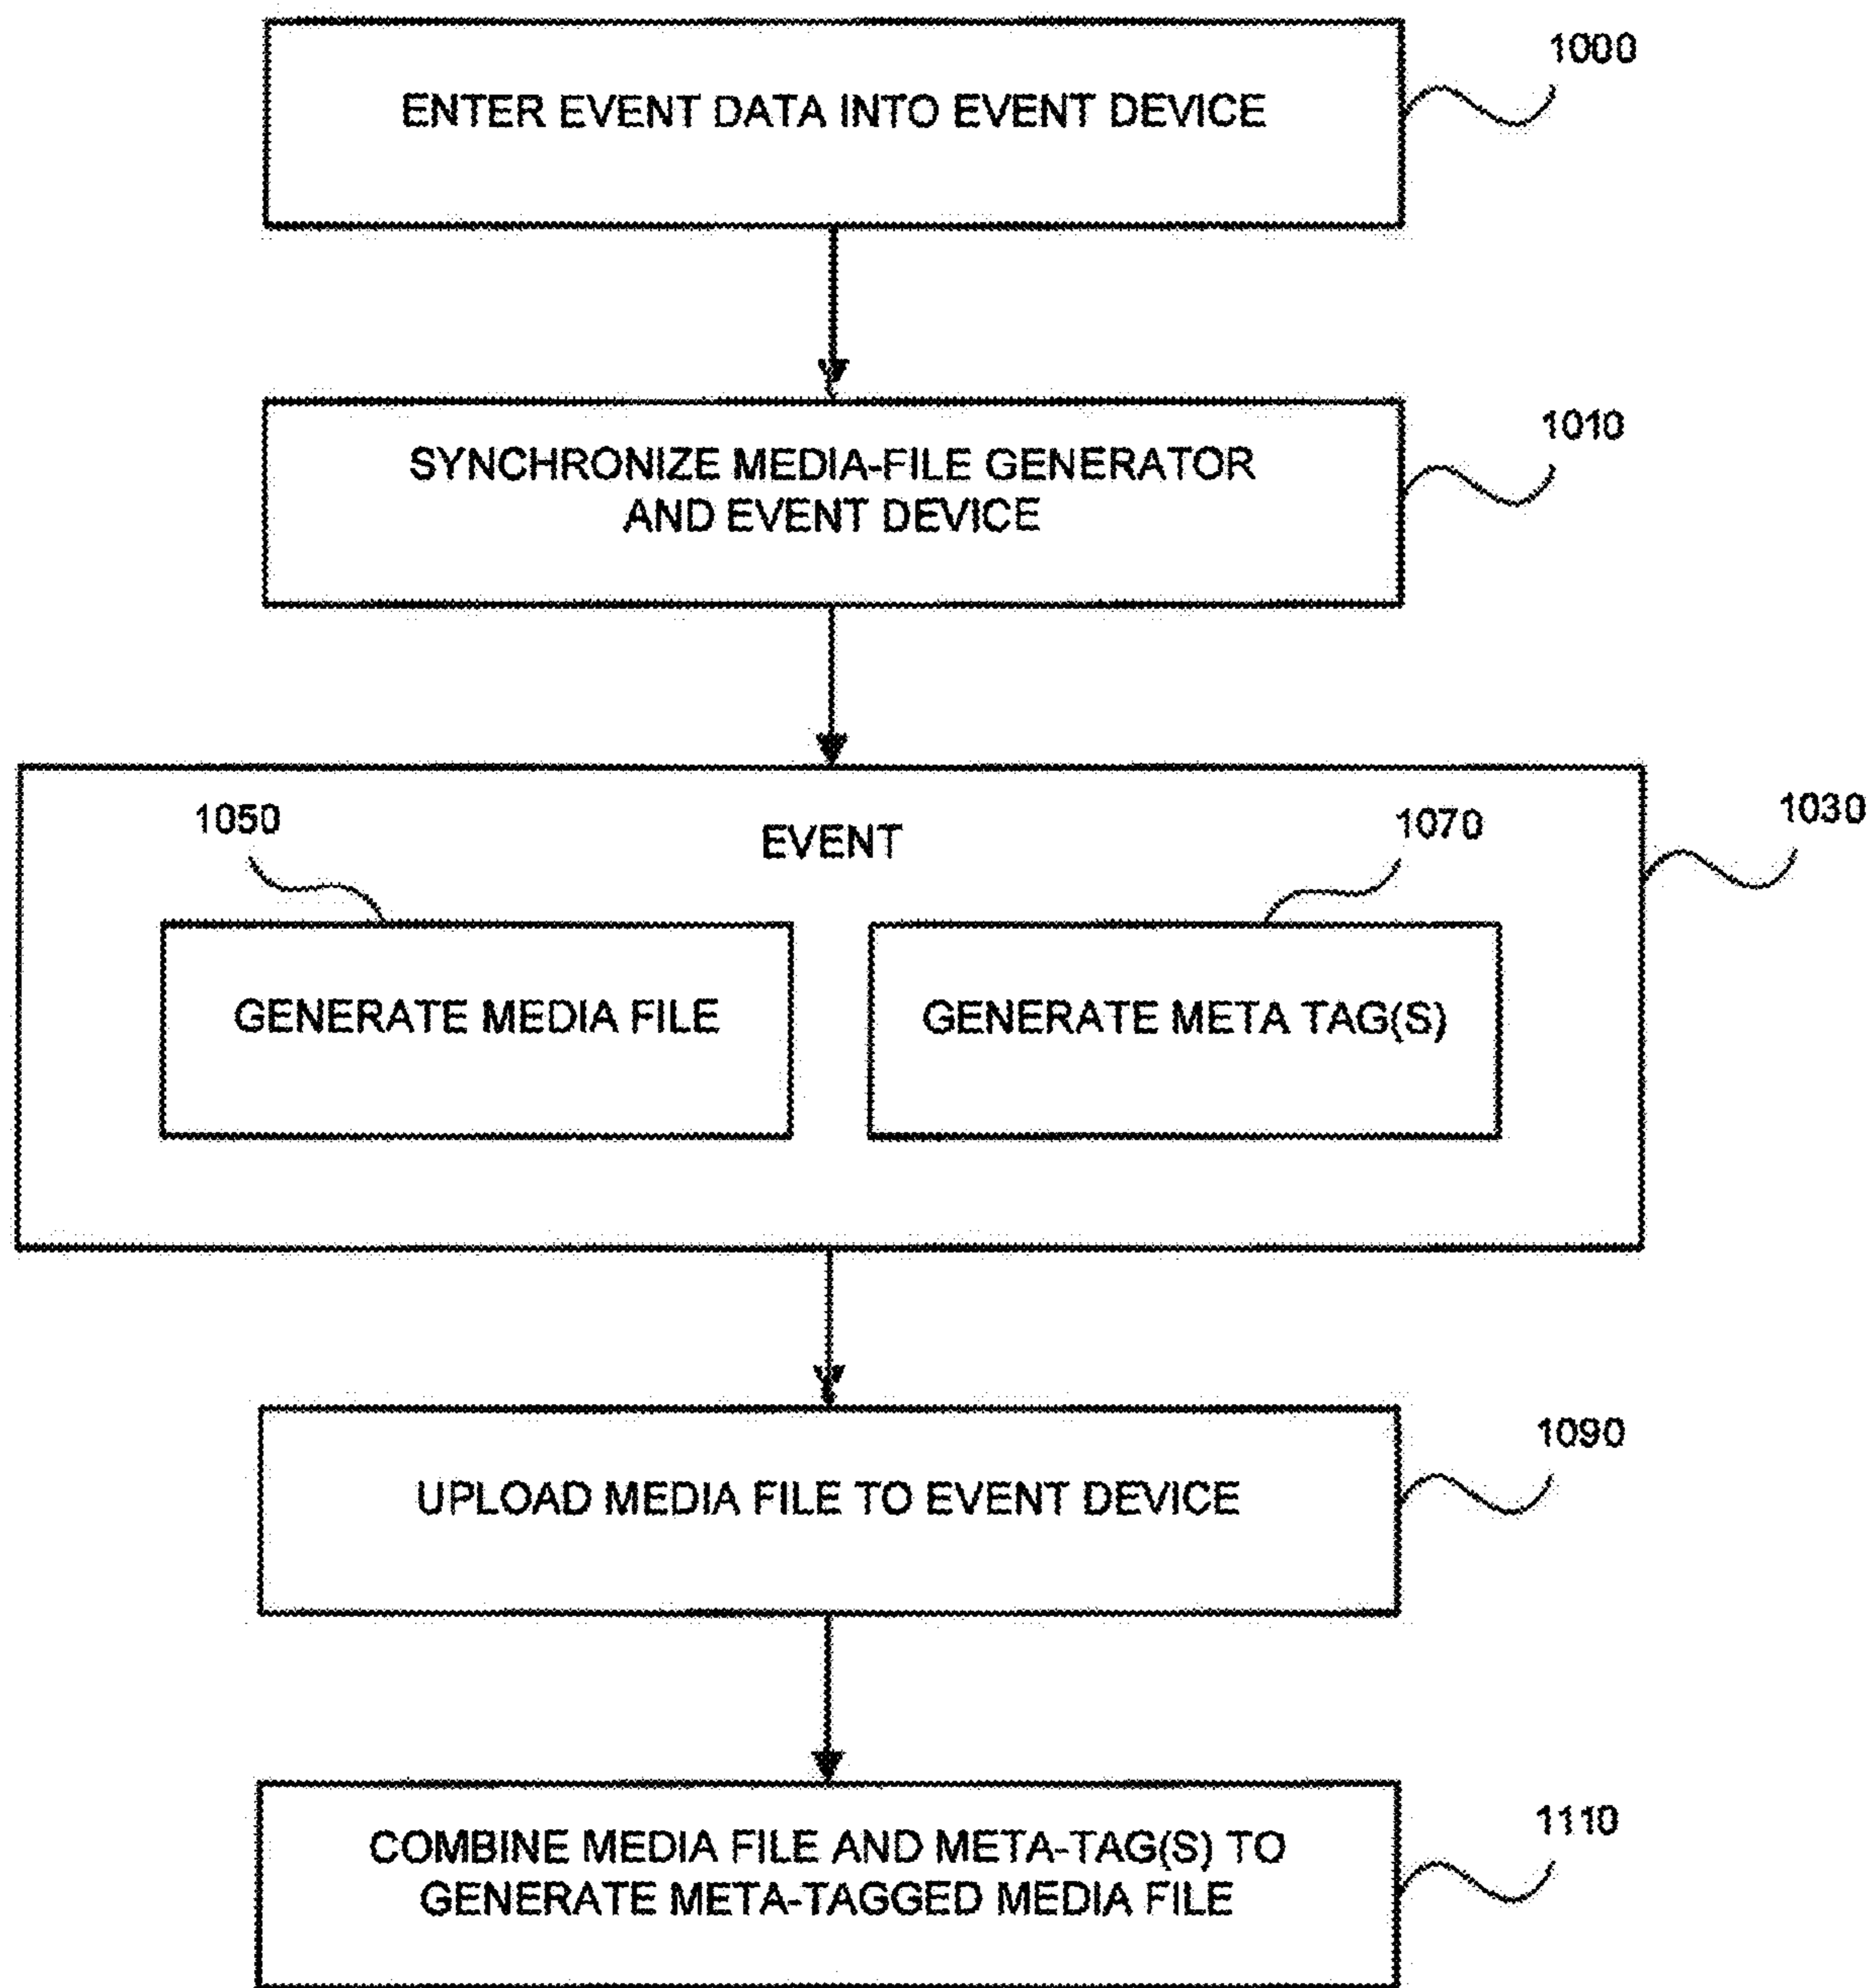 1000
ENTER EVENT DATA INTO EVENT DEVICE
1010
SYNCHRONIZE MEDIA-FILE GENERATOR
AND EVENT DEVICE
1030
EVENT
1050
1070
GENERATE MEDIA FILE
GENERATE META TAG(S)
1090
UPLOAD MEDIA FILE TO EVENT DEVICE
1110
COMBINE MEDIA FILE AND META-TAG(S) TO
GENERATE META-TAGGED MEDIA FILE